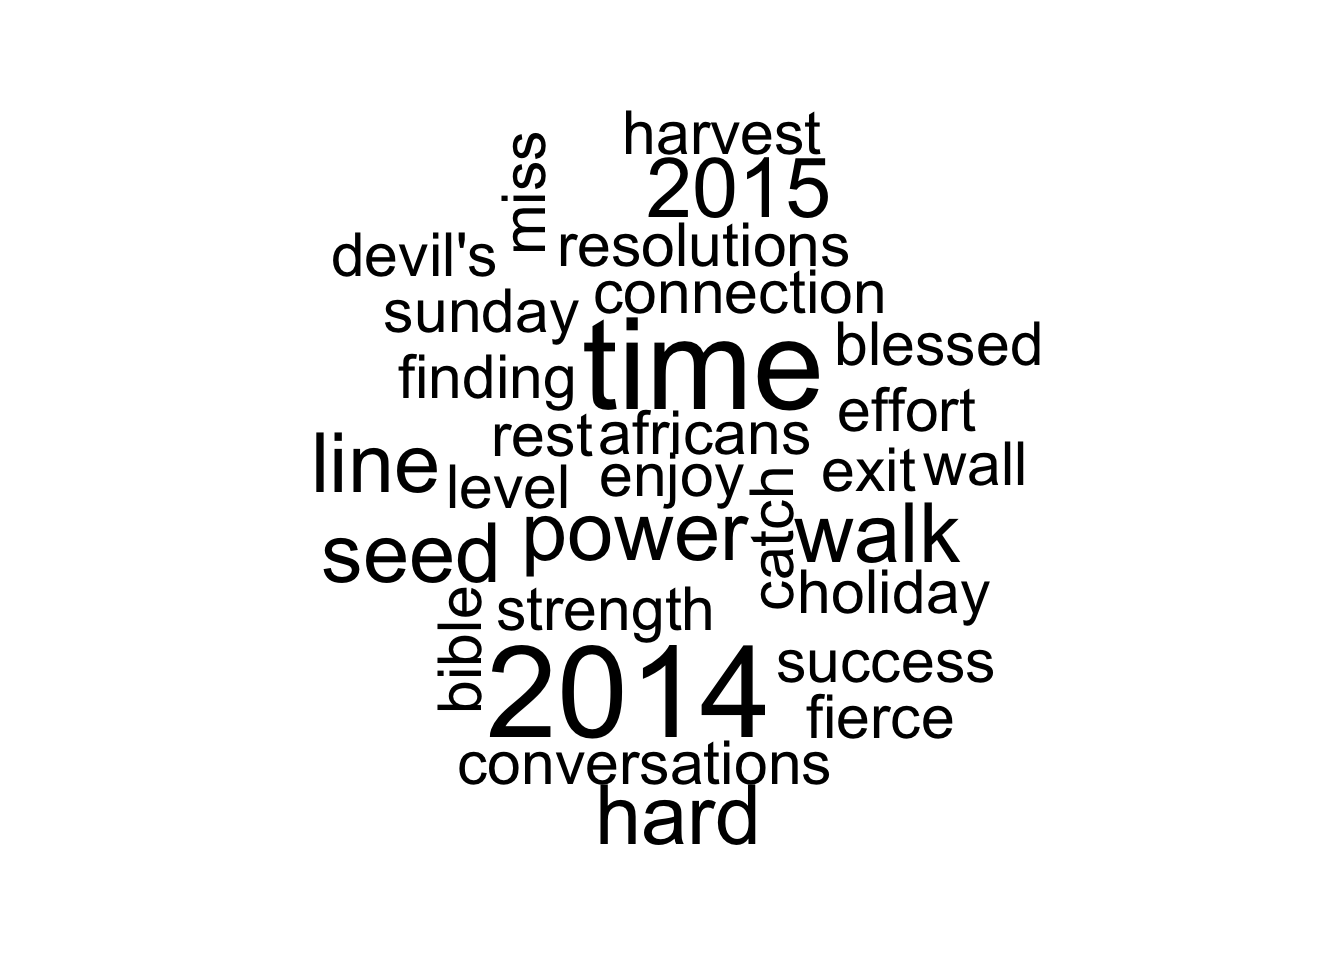 harvest
miss
2015
devil's
resolutions
sunday
connection
time
blessed
finding
effort
rest
africans
line
level
enjoy
exit
wall
catch
seed
power
walk
holiday
bible
strength
2014
success
fierce
conversations
hard